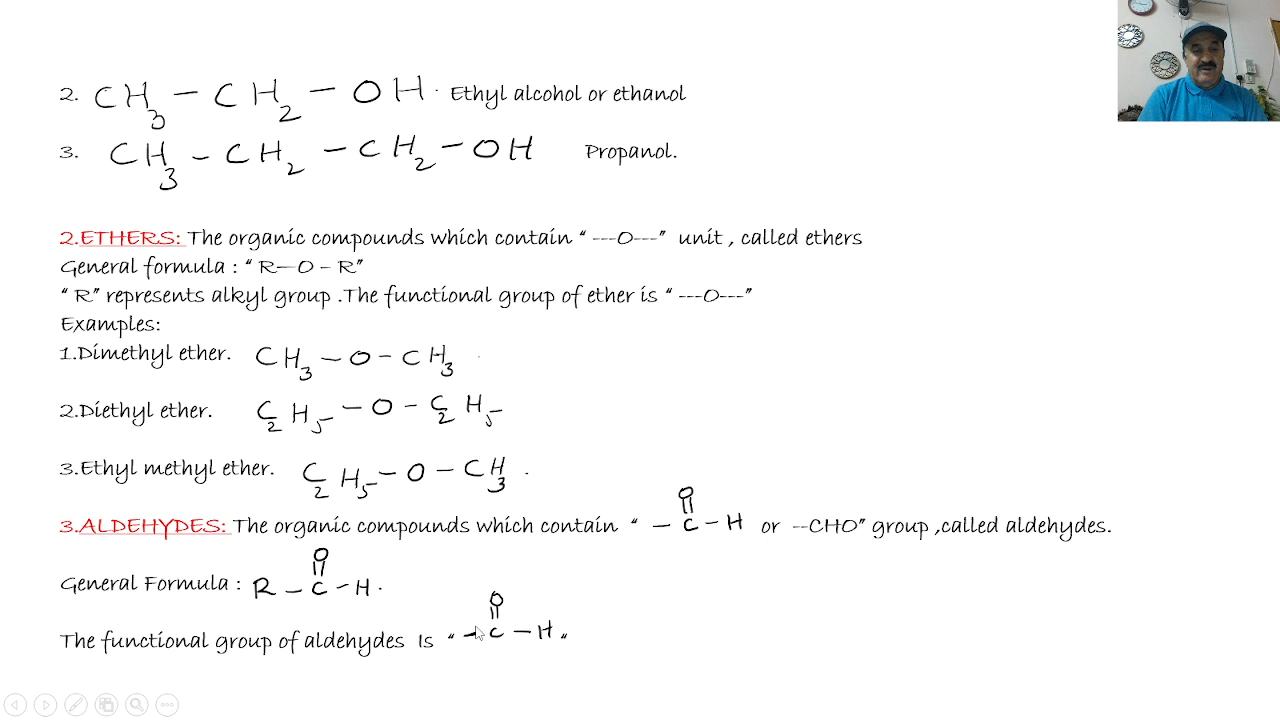 2. CH₃ – CH₂ – OH. Ethyl alcohol or ethanol
3. CH₃ – CH₂ – CH₂ – OH Propanol.
2.ETHERS: The organic compounds which contain “ ---O---” unit , called ethers
General formula : “ R—O – R”
“ R” represents alkyl group .The functional group of ether is “ ---O---”
Examples:
1.Dimethyl ether. CH₃ – O – CH₃
2.Diethyl ether. C₂H₅ – O – C₂H₅
3.Ethyl methyl ether. C₂H₅ – O – CH₃ .
O
||
3.ALDEHYDES: The organic compounds which contain “ – C – H or --CHO” group ,called aldehydes.
O
||
General Formula : R – C – H .
O
||
The functional group of aldehydes Is “ – C – H “